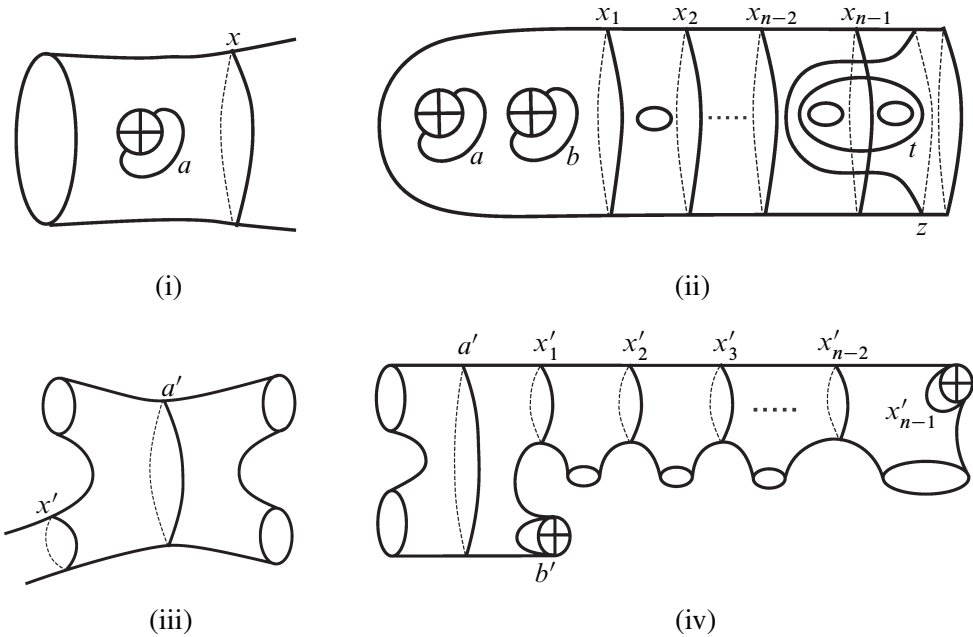 x
a
(i)
x₁ x₂ xₙ₋₂ xₙ₋₁
a b t
z
(ii)
a′
x′
(iii)
a′ x′₁ x′₂ x′₃ x′ₙ₋₂
x′ₙ₋₁
b′
(iv)